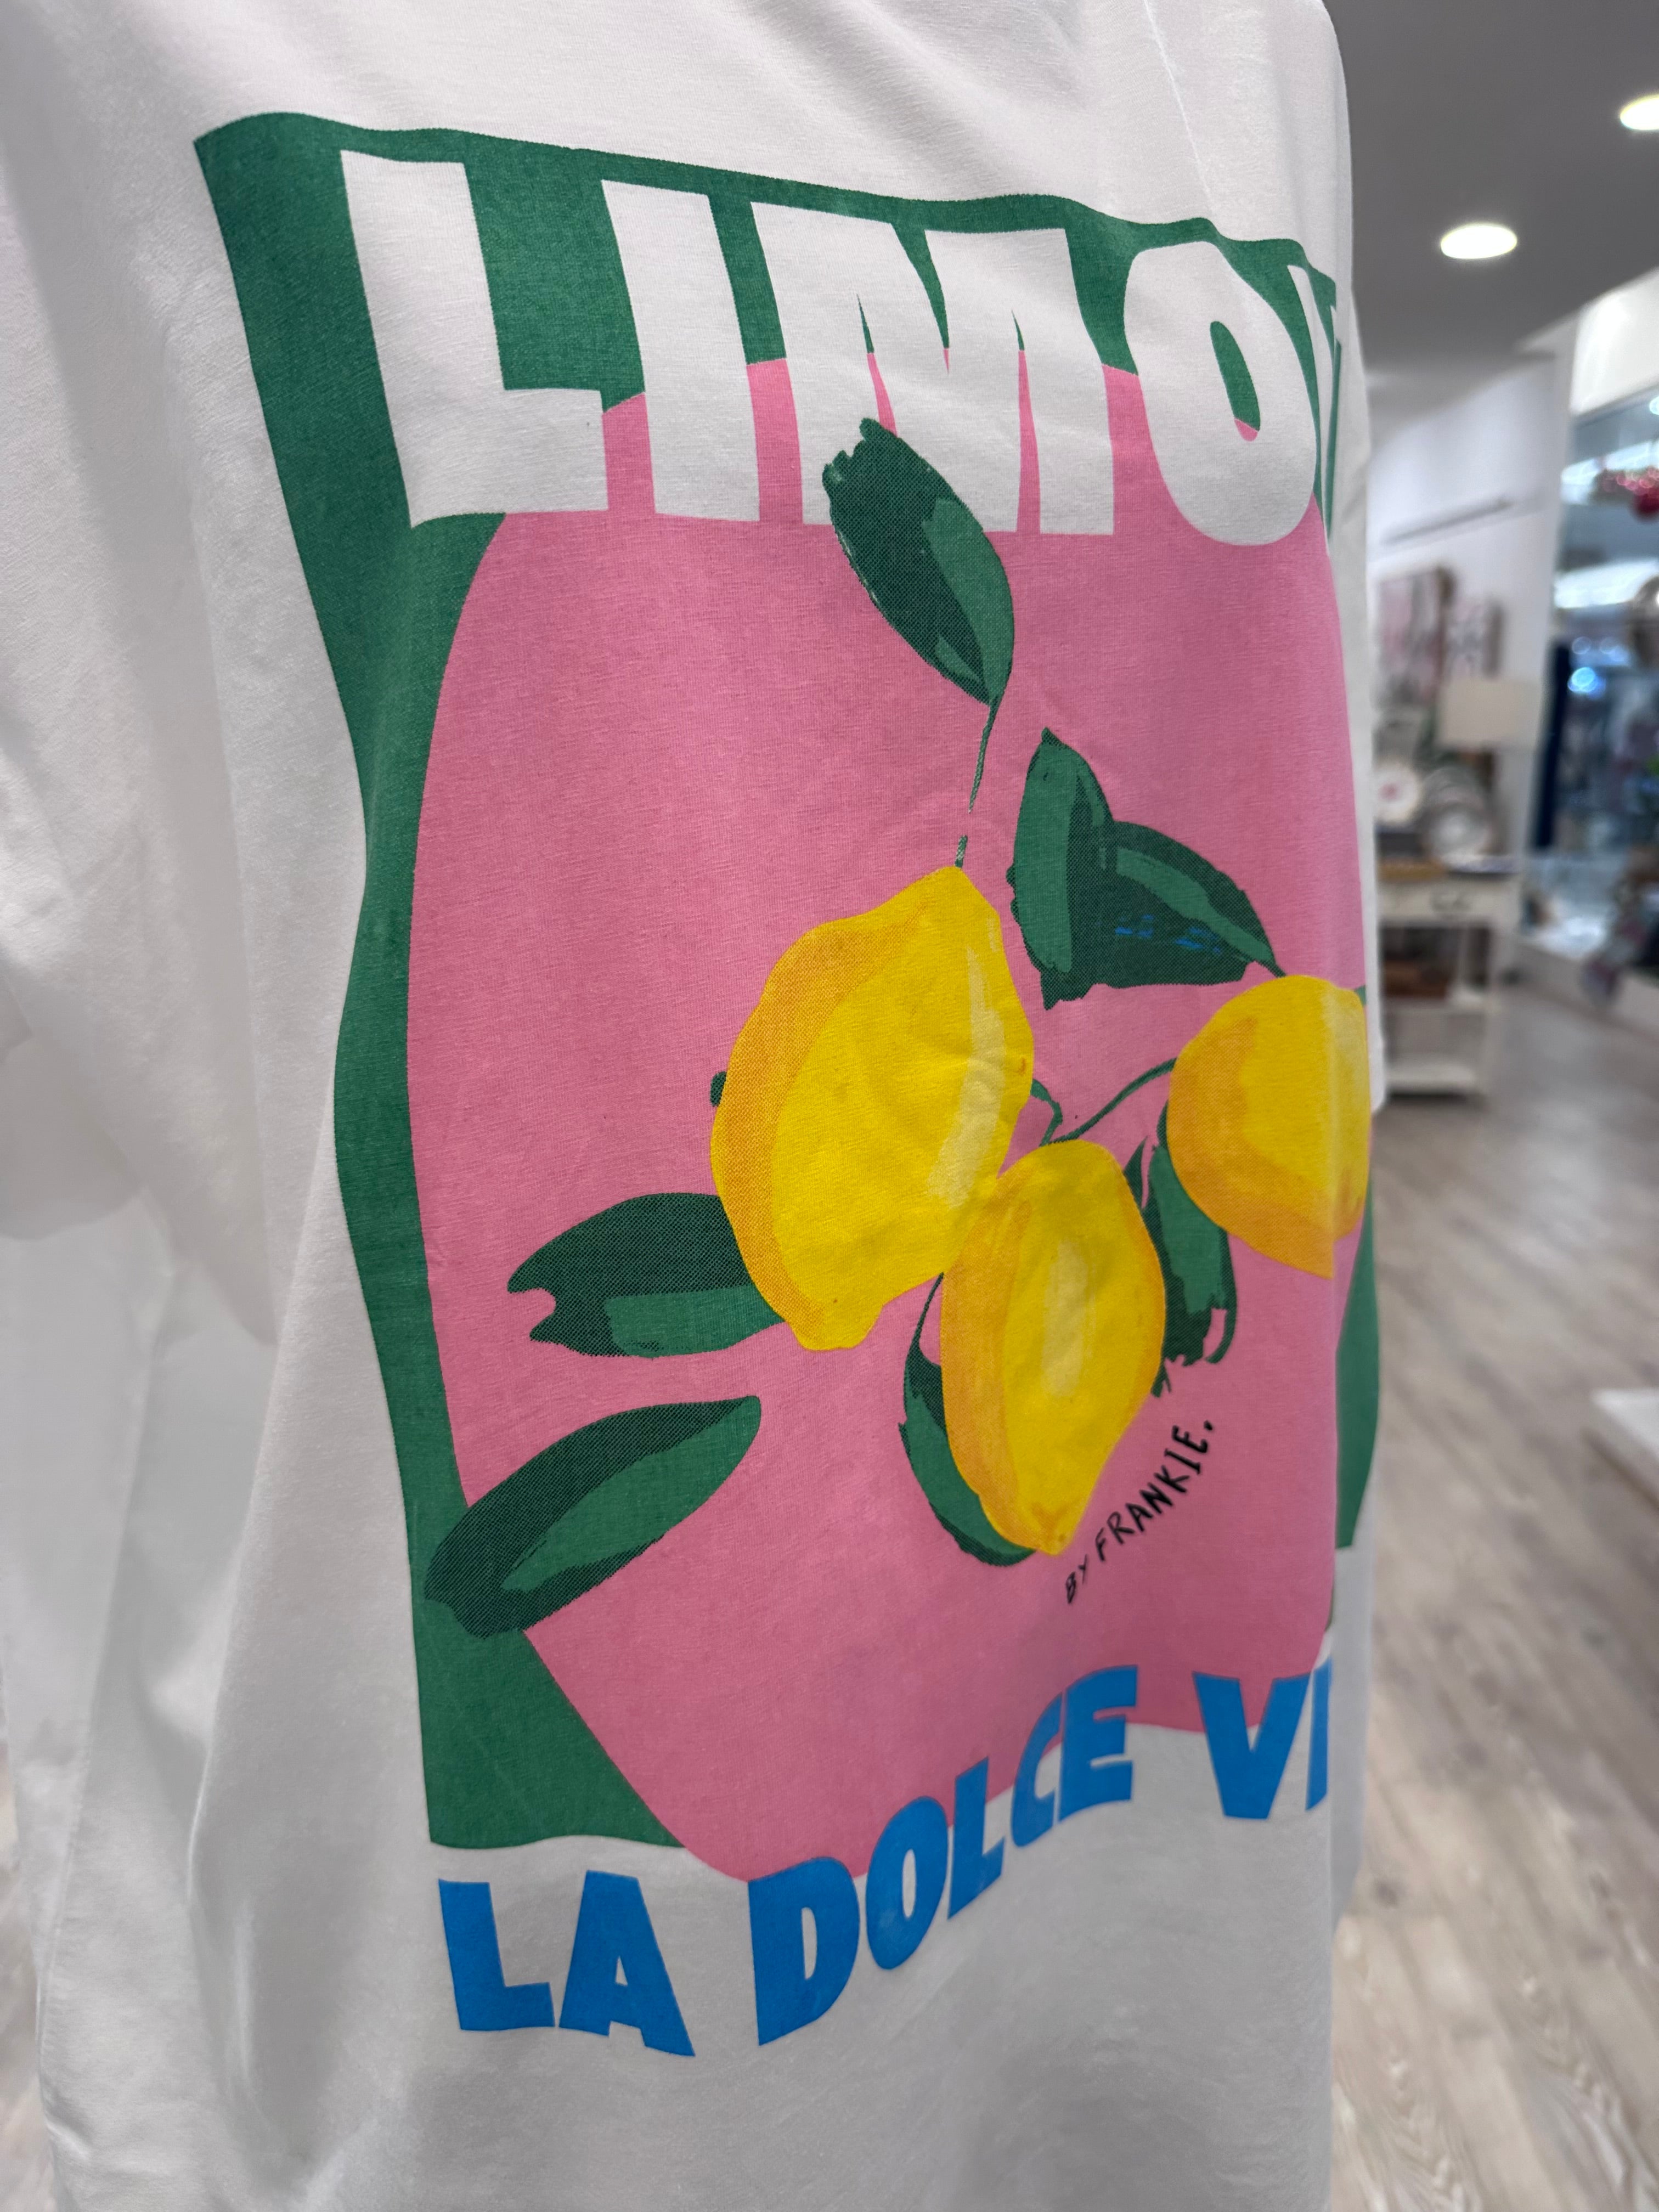 LIMO
BY FRANKIE.
LA DOLCE VI